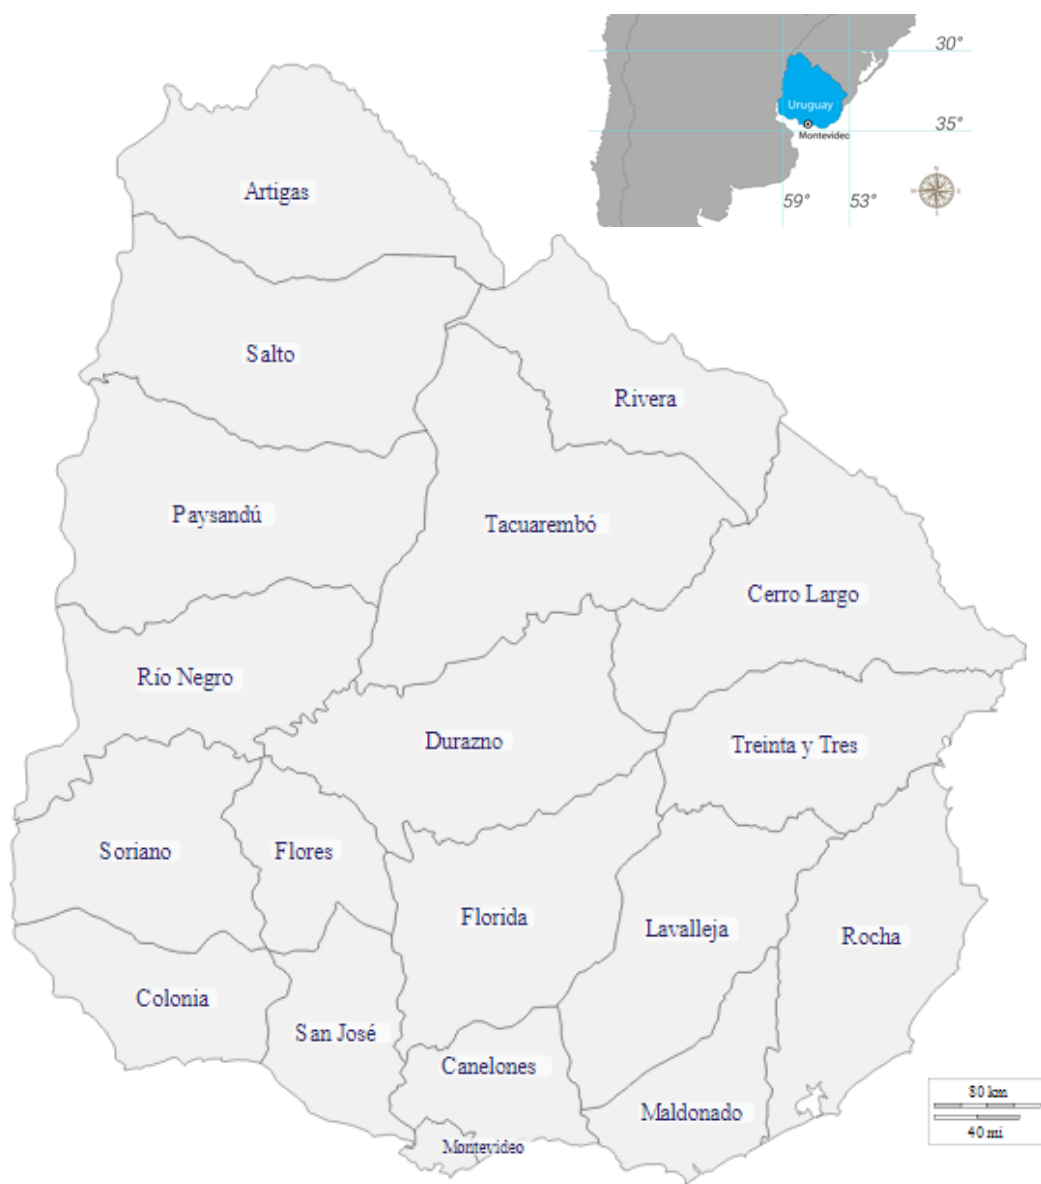 30°
Uruguay
35°
Montevideo
N
W
E
S
59°
53°
Artigas
Salto
Rivera
Paysandú
Tacuarembó
Cerro Largo
Río Negro
Durazno
Treinta y Tres
Soriano
Flores
Florida
Lavalleja
Rocha
Colonia
San José
Canelones
Maldonado
Montevideo
80 km
40 mi